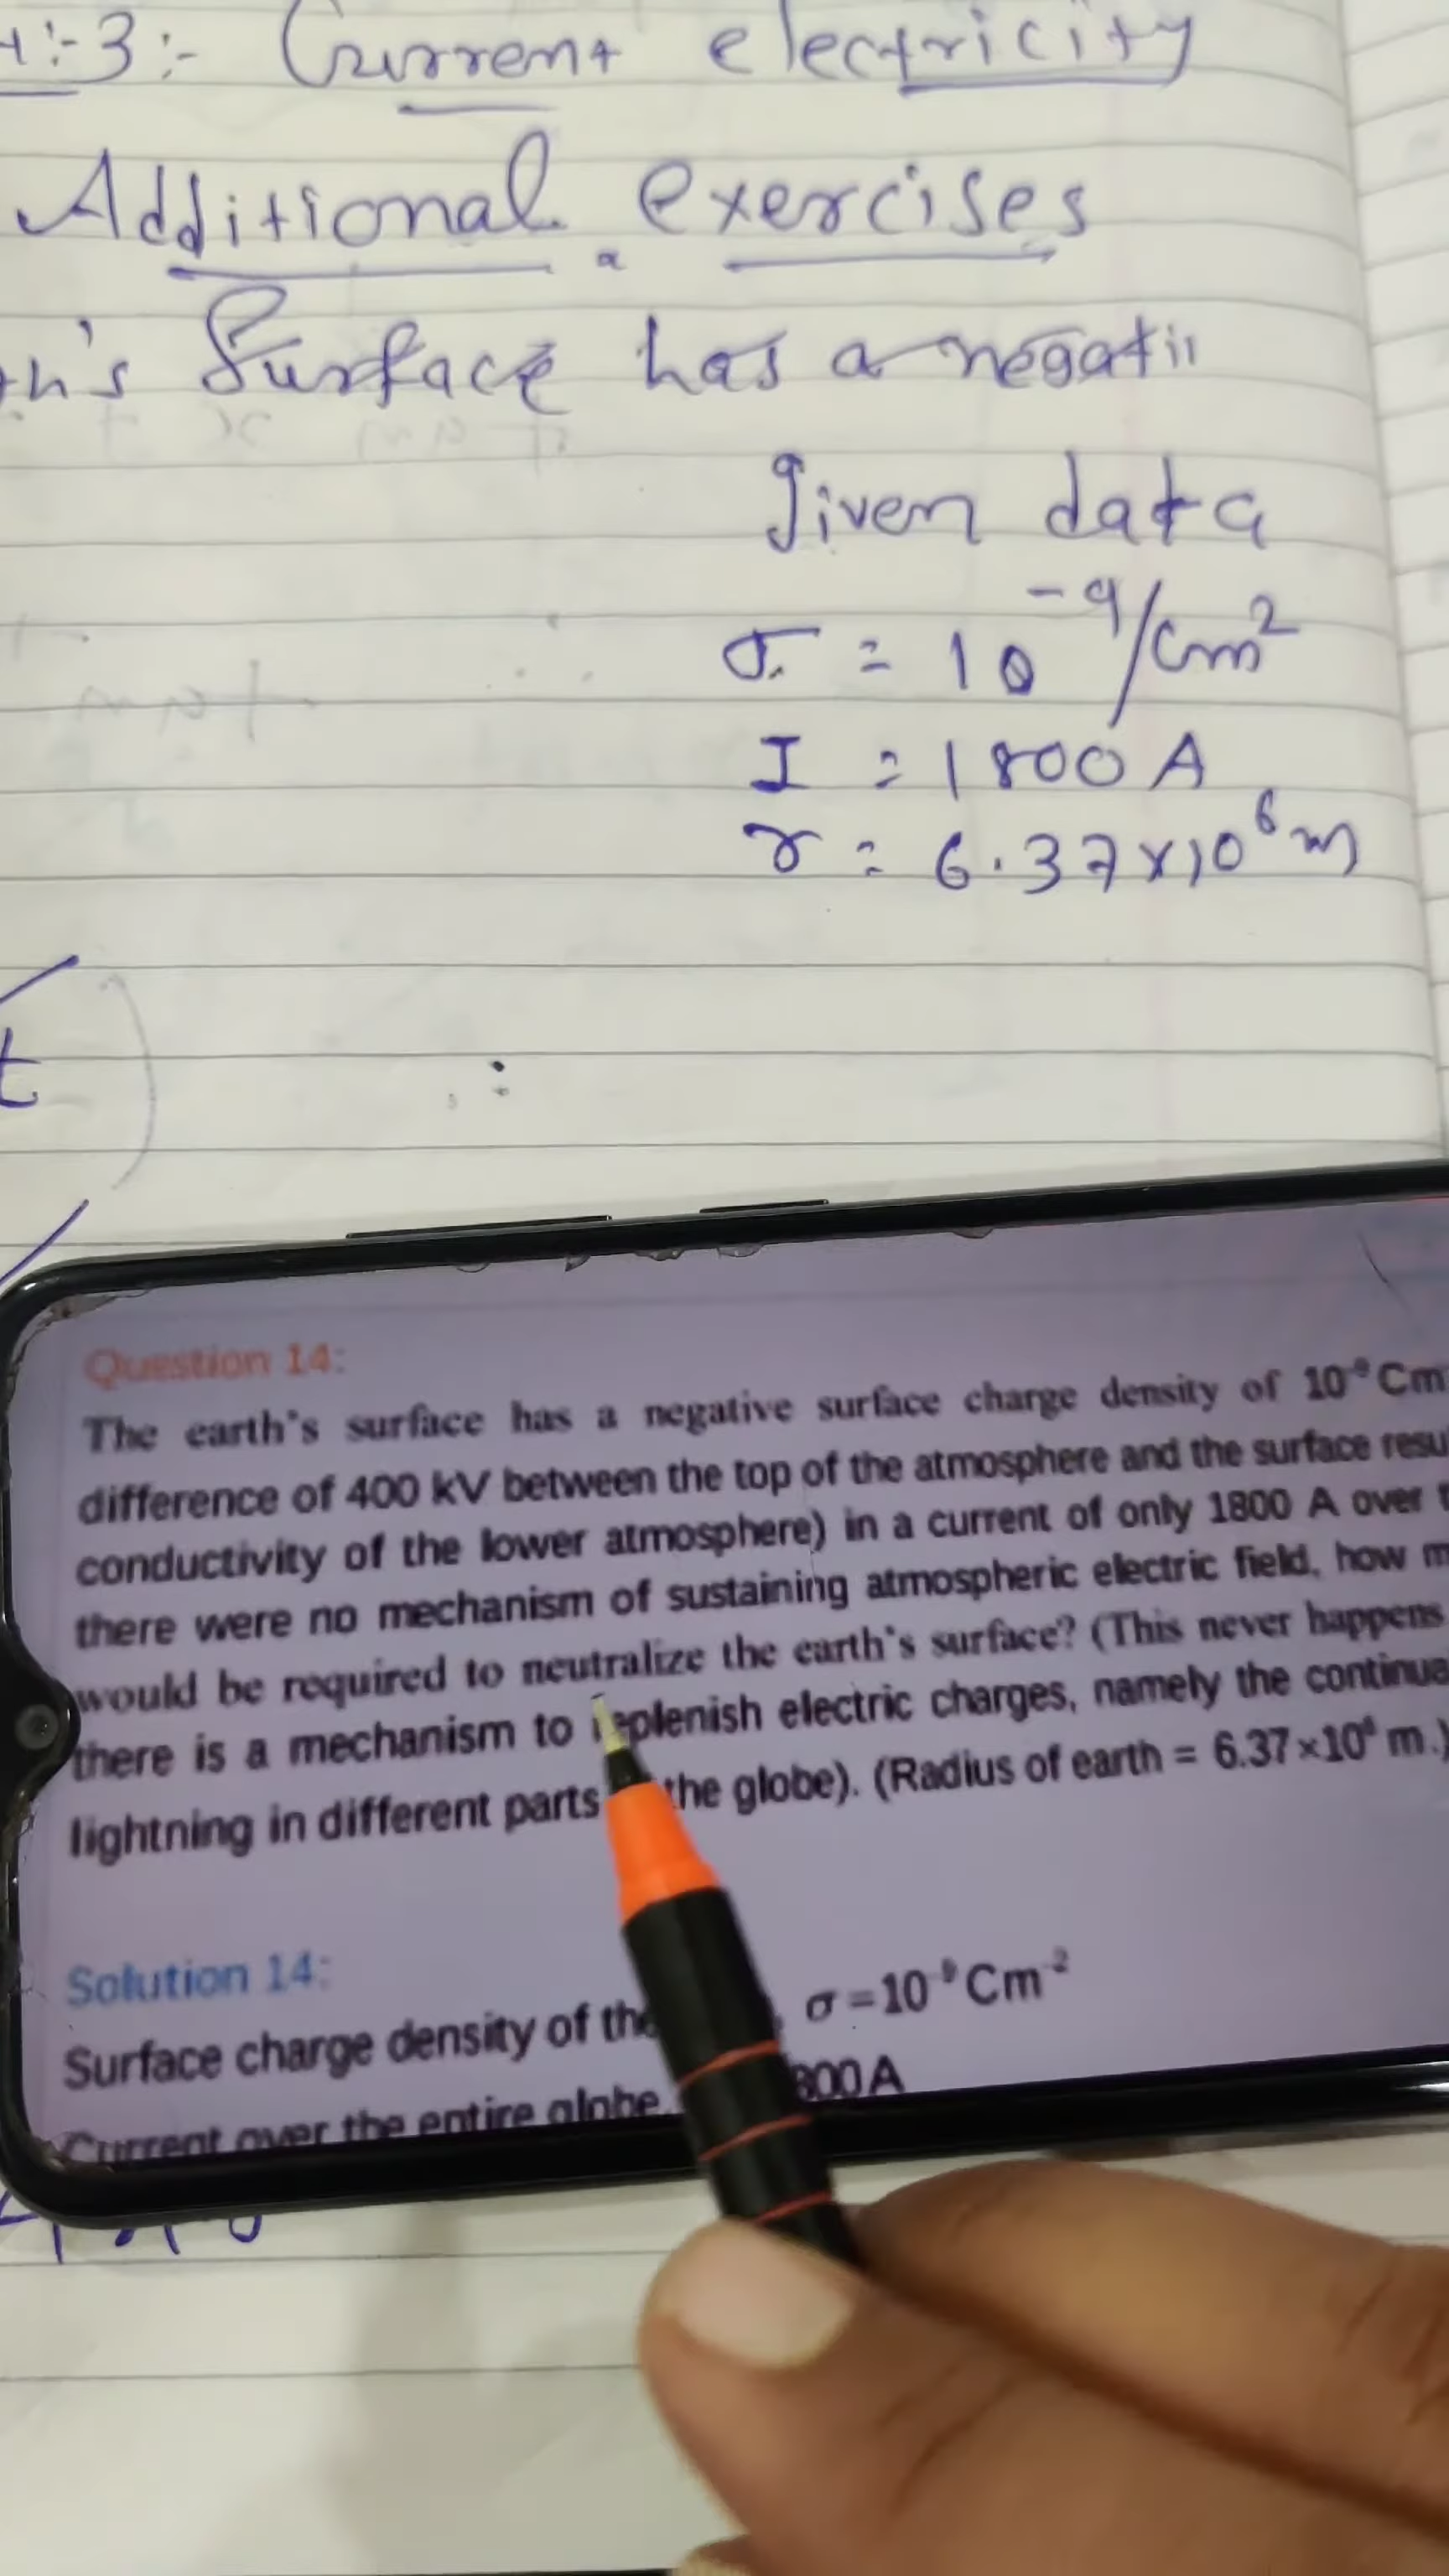 :-3:- Current electricity
Additional exercises
th's Surface has a negati
Given data
σ = 10⁻⁹/Cm²
I = 1800 A
r = 6.37×10⁶ m
t
Question 14:
The earth's surface has a negative surface charge density of 10⁻⁹ Cm
difference of 400 kV between the top of the atmosphere and the surface resu
conductivity of the lower atmosphere) in a current of only 1800 A over t
there were no mechanism of sustaining atmospheric electric field, how m
would be required to neutralize the earth's surface? (This never happens
there is a mechanism to replenish electric charges, namely the continua
lightning in different parts the globe). (Radius of earth = 6.37×10⁶ m.)
Solution 14:
Surface charge density of the σ=10⁻⁹Cm⁻²
Current over the entire globe, 800A